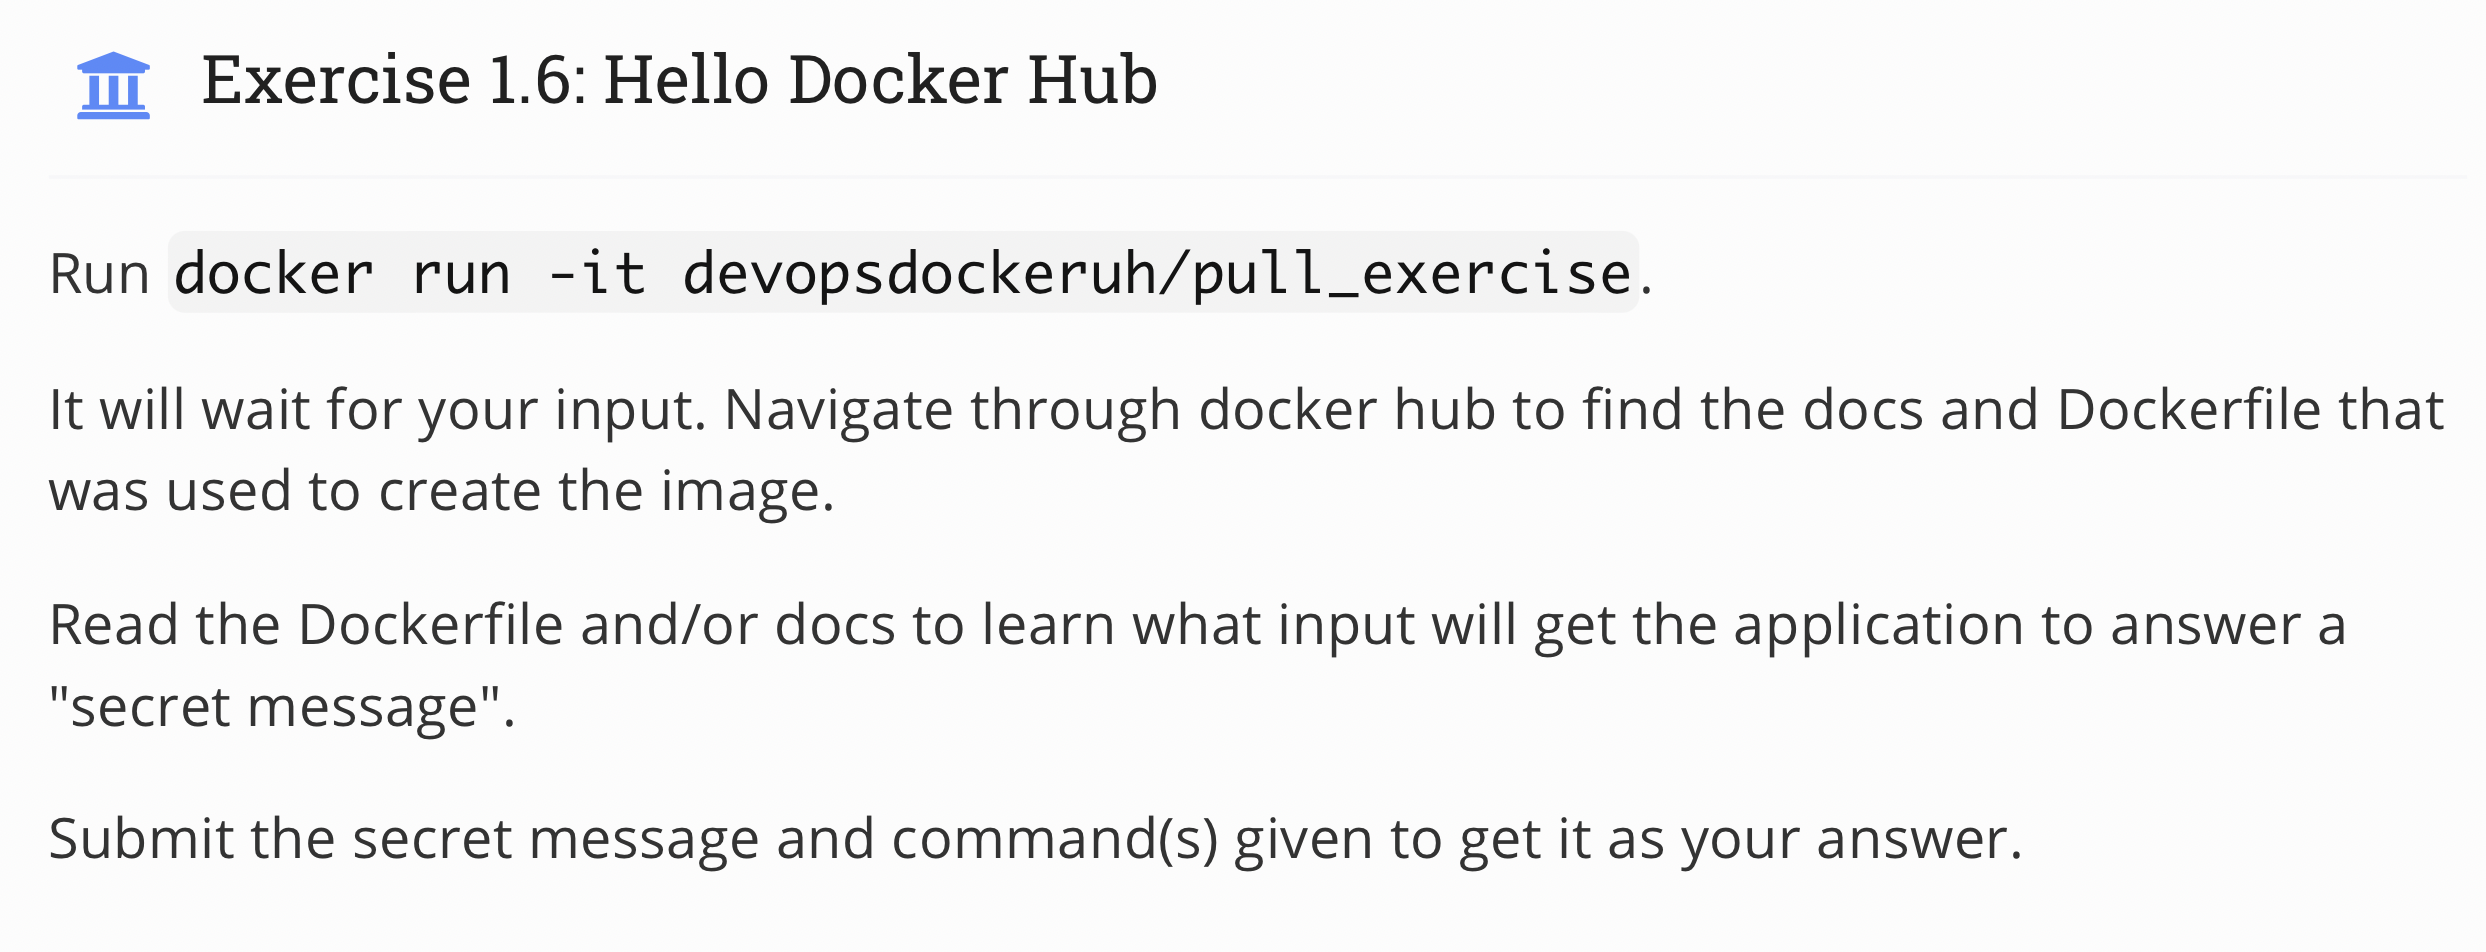 Exercise 1.6: Hello Docker Hub
Run docker run -it devopsdockeruh/pull_exercise.
It will wait for your input. Navigate through docker hub to find the docs and Dockerfile that
was used to create the image.
Read the Dockerfile and/or docs to learn what input will get the application to answer a
"secret message".
Submit the secret message and command(s) given to get it as your answer.